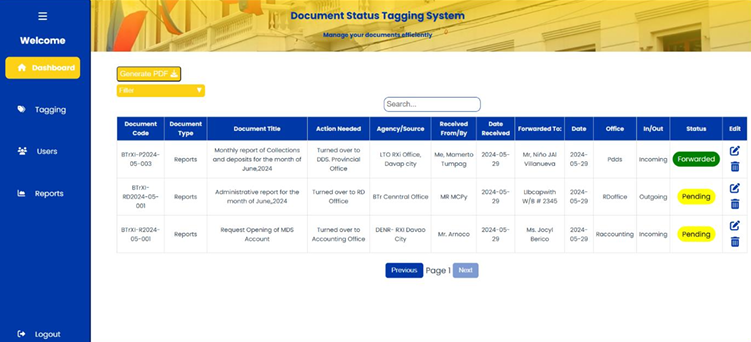 Document Status Tagging System
Manage your documents efficiently
Welcome
Dashboard
Tagging
Users
Reports
Logout
Generate PDF
Filter
Search...
Document Code
Document Type
Document Title
Action Needed
Agency/Source
Received From/By
Date Received
Forwarded To:
Date
Office
In/Out
Status
Edit
BTrXI-P2024-
05-003
Reports
Monthly report of Collections
and deposits for the month of
June,2024
Turned over to
DDS. Provincial
Office
LTO RXI Office,
Davao city
Me, Mamerto
Tumpap
2024-05-
29
Mr, Niño JAI
Villanueva
2024-
05-29
Pdds
Incoming
Forwarded
BTrXI-
RD2024-05-
001
Reports
Administrative report for the
month of June,,2024
Turned over to RD
Offfice
BTr Cenntral Office
MR MCPy
2024-05-
29
Libcapwith
W/B # 2345
2024-
05-29
RDoffice
Outgoing
Pending
BTrXI-R2024-
05-001
Reports
Request Opening of MDS
Account
Turned over to
Accounting Office
DENR- RXI Davao
City
Mr. Arnoco
2024-05-
29
Ms. Jocyl
Berico
2024-
05-29
Raccounting
Incoming
Pending
Previous
Page 1
Next